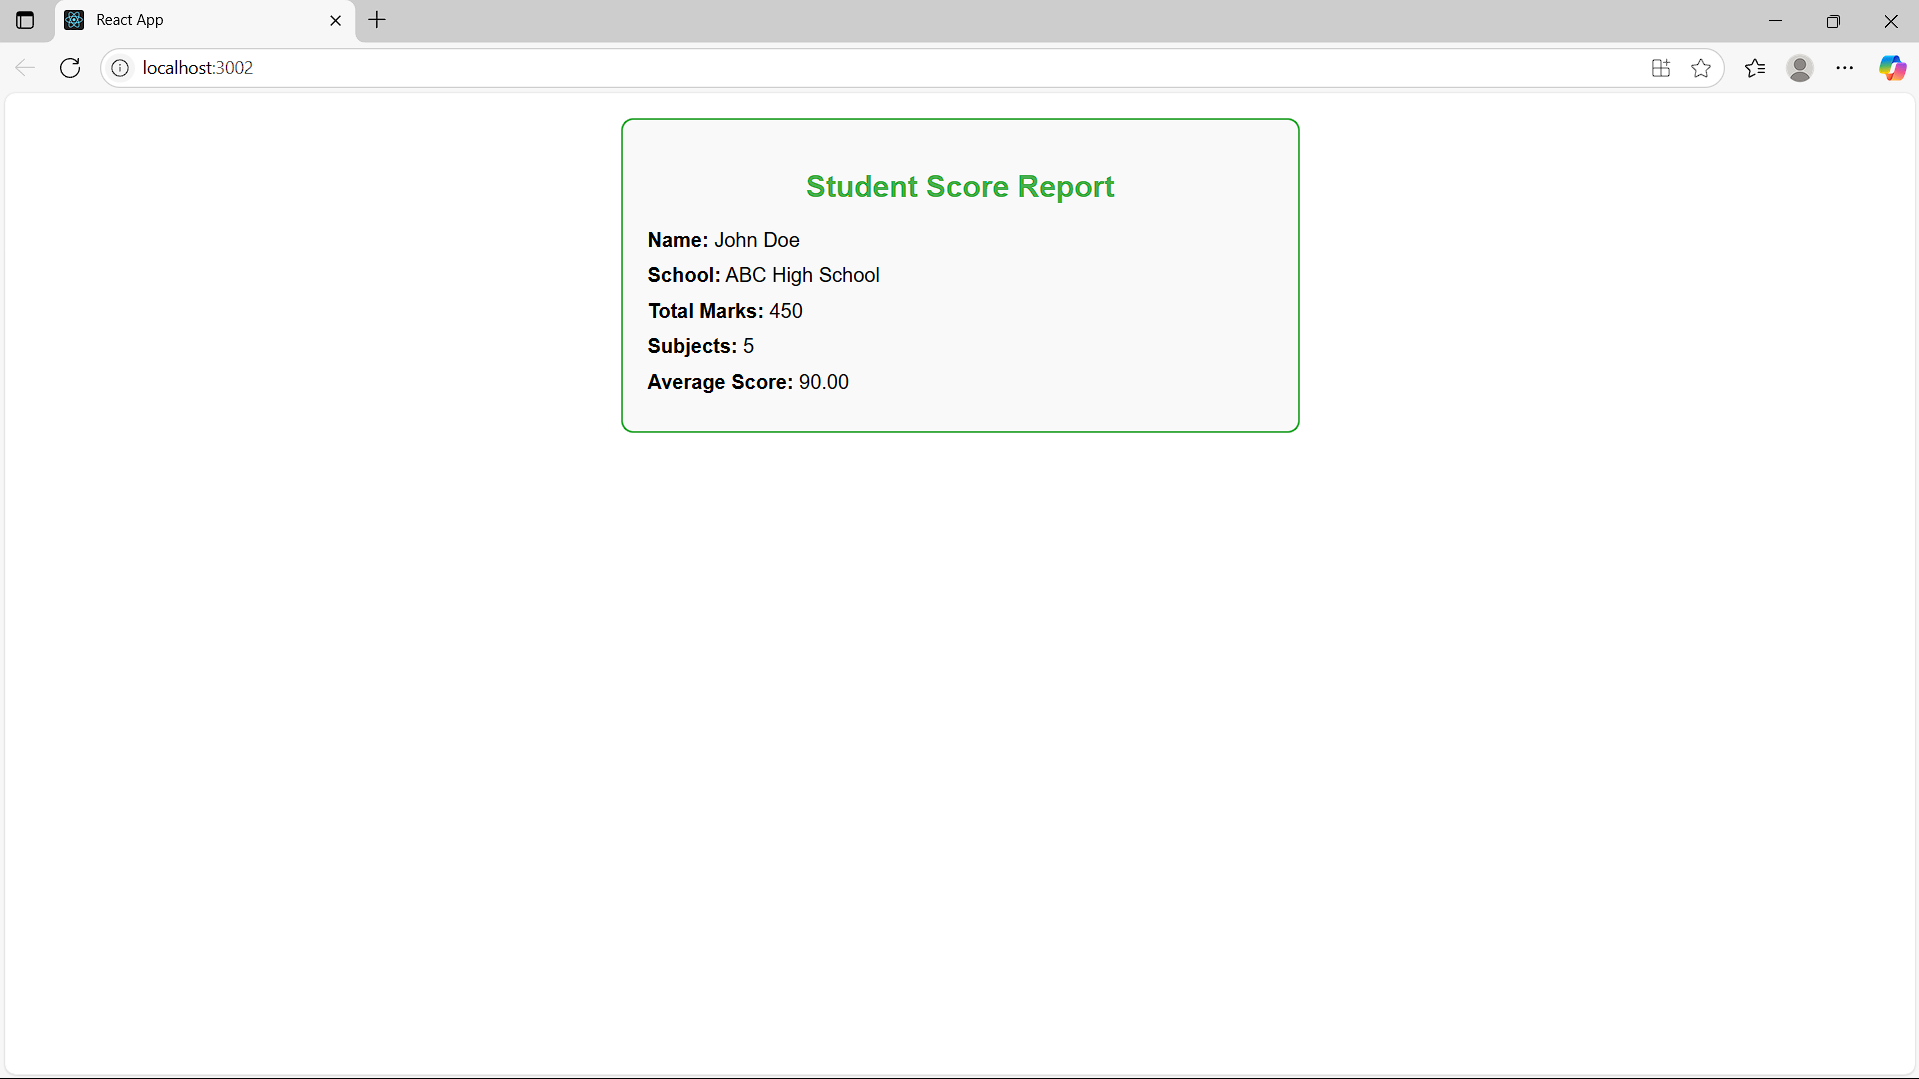 React App
localhost:3002
Student Score Report
Name: John Doe
School: ABC High School
Total Marks: 450
Subjects: 5
Average Score: 90.00